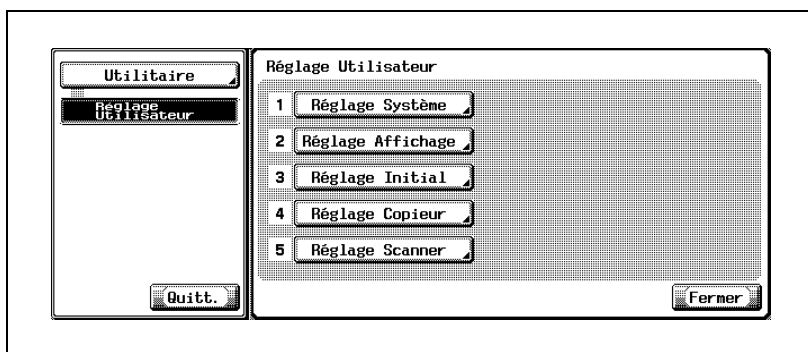 Utilitaire
Réglage
Utilisateur
Quitt.
Réglage Utilisateur
1 Réglage Système
2 Réglage Affichage
3 Réglage Initial
4 Réglage Copieur
5 Réglage Scanner
Fermer